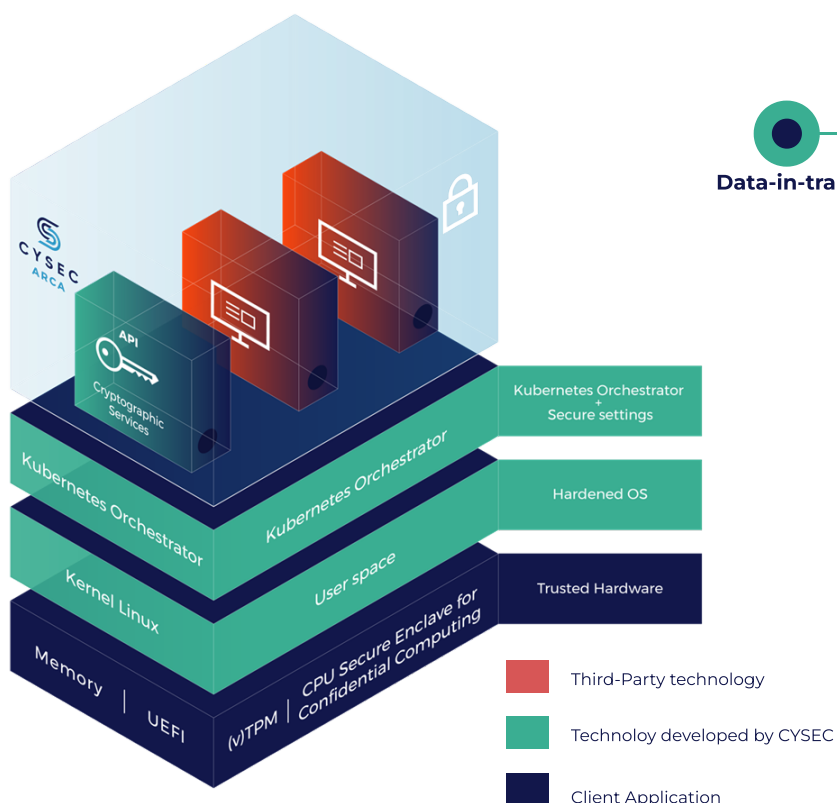 CYSEC
ARCA
API
Cryptographic
Services
Data-in-tra
Kubernetes Orchestrator
Kubernetes Orchestrator
Kubernetes Orchestrator
+
Secure settings
Kernel Linux
User space
Hardened OS
Memory | UEFI
(v)TPM | CPU Secure Enclave for
Confidential Computing
Trusted Hardware
Third-Party technology
Technoloy developed by CYSEC
Client Application